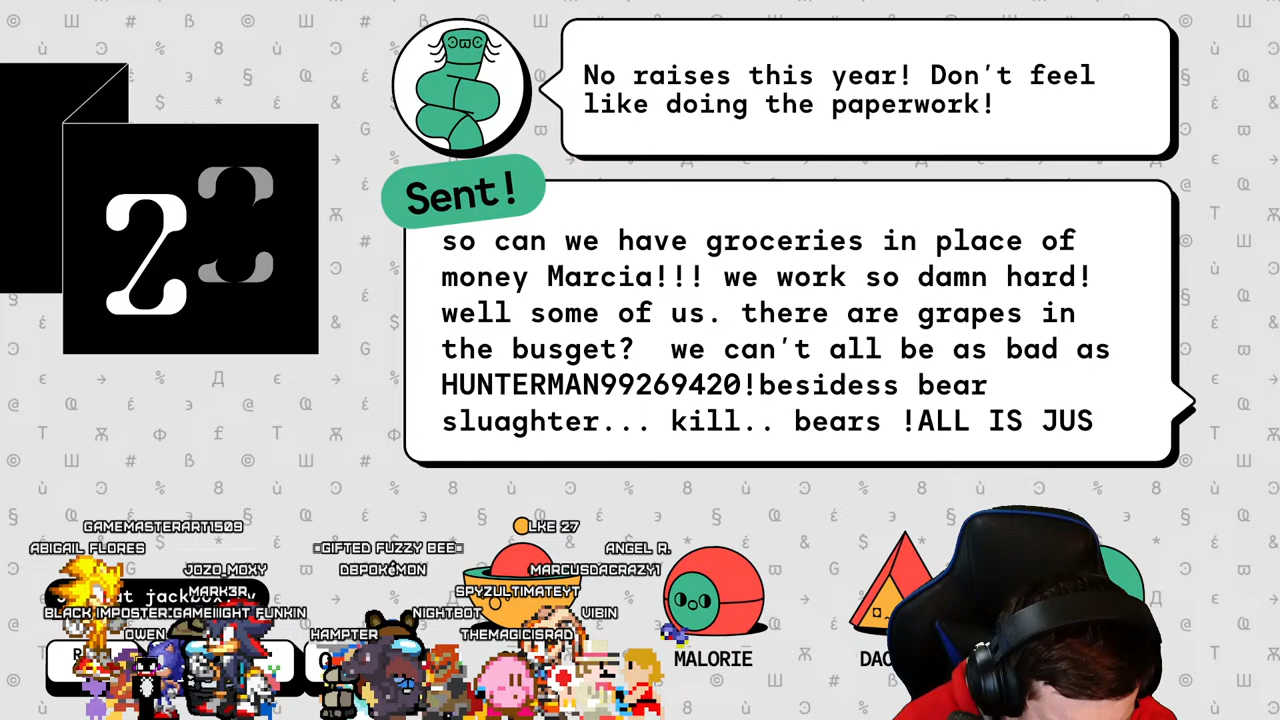 No raises this year! Don't feel
like doing the paperwork!
Sent!
so can we have groceries in place of
money Marcia!!! we work so damn hard!
well some of us. there are grapes in
the busget?  we can't all be as bad as
HUNTERMAN99269420!besidess bear
sluaghter... kill.. bears !ALL IS JUS
GAMEMASTERART1509
LKE 27
ABIGAIL FLORES
GIFTED FUZZY BEE
ANGEL R.
JOZO_MOXY
DBPOKéMON
MARCUSDACRAZY1
MARK3R
SPYZULTIMATEYT
BLACK IMPOSTER
NIGHTBOT
VIBIN
OWEN
HAMPTER
THEMAGICISRAD
MALORIE